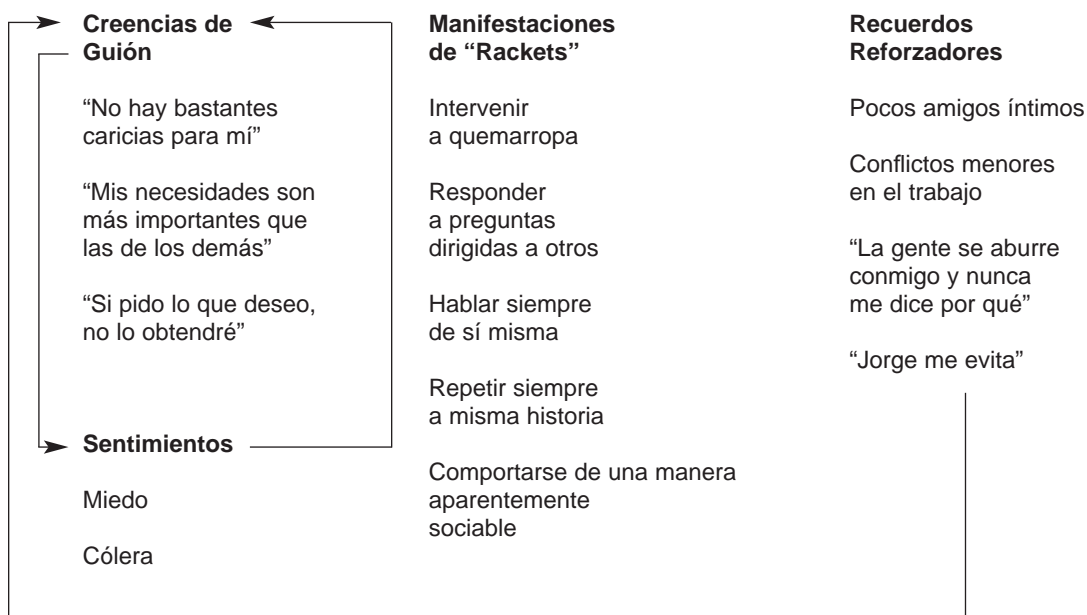 Creencias de
Guión
“No hay bastantes
caricias para mí”
“Mis necesidades son
más importantes que
las de los demás”
“Si pido lo que deseo,
no lo obtendré”
Sentimientos
Miedo
Cólera
Manifestaciones
de “Rackets”
Intervenir
a quemarropa
Responder
a preguntas
dirigidas a otros
Hablar siempre
de sí misma
Repetir siempre
a misma historia
Comportarse de una manera
aparentemente
sociable
Recuerdos
Reforzadores
Pocos amigos íntimos
Conflictos menores
en el trabajo
“La gente se aburre
conmigo y nunca
me dice por qué”
“Jorge me evita”